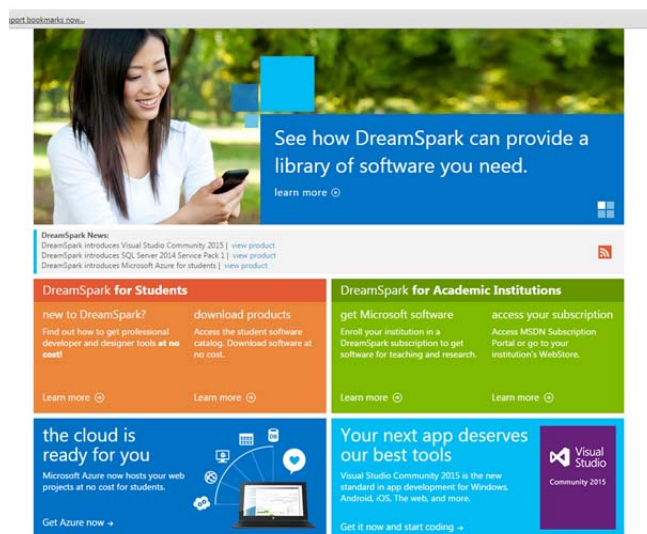 port bookmarks now...
See how DreamSpark can provide a
library of software you need.
learn more
DreamSpark News:
DreamSpark introduces Visual Studio Community 2015 | view product
DreamSpark introduces SQL Server 2014 Service Pack 1 | view product
DreamSpark introduces Microsoft Azure for students | view product
DreamSpark for Students
new to DreamSpark?
Find out how to get professional
developer and designer tools at no
cost!
Learn more
download products
Access the student software
catalog. Download software at
no cost.
Learn more
DreamSpark for Academic Institutions
get Microsoft software
Enroll your institution in a
DreamSpark subscription to get
software for teaching and research.
Learn more
access your subscription
Access MSDN Subscription
Portal or go to your
institution's WebStore.
Learn more
the cloud is
ready for you
Microsoft Azure now hosts your web
projects at no cost for students.
Get Azure now
DB
Your next app deserves
our best tools
Visual Studio Community 2015 is the new
standard in app development for Windows,
Android, iOS, The web, and more.
Get it now and start coding
Visual
Studio
Community 2015